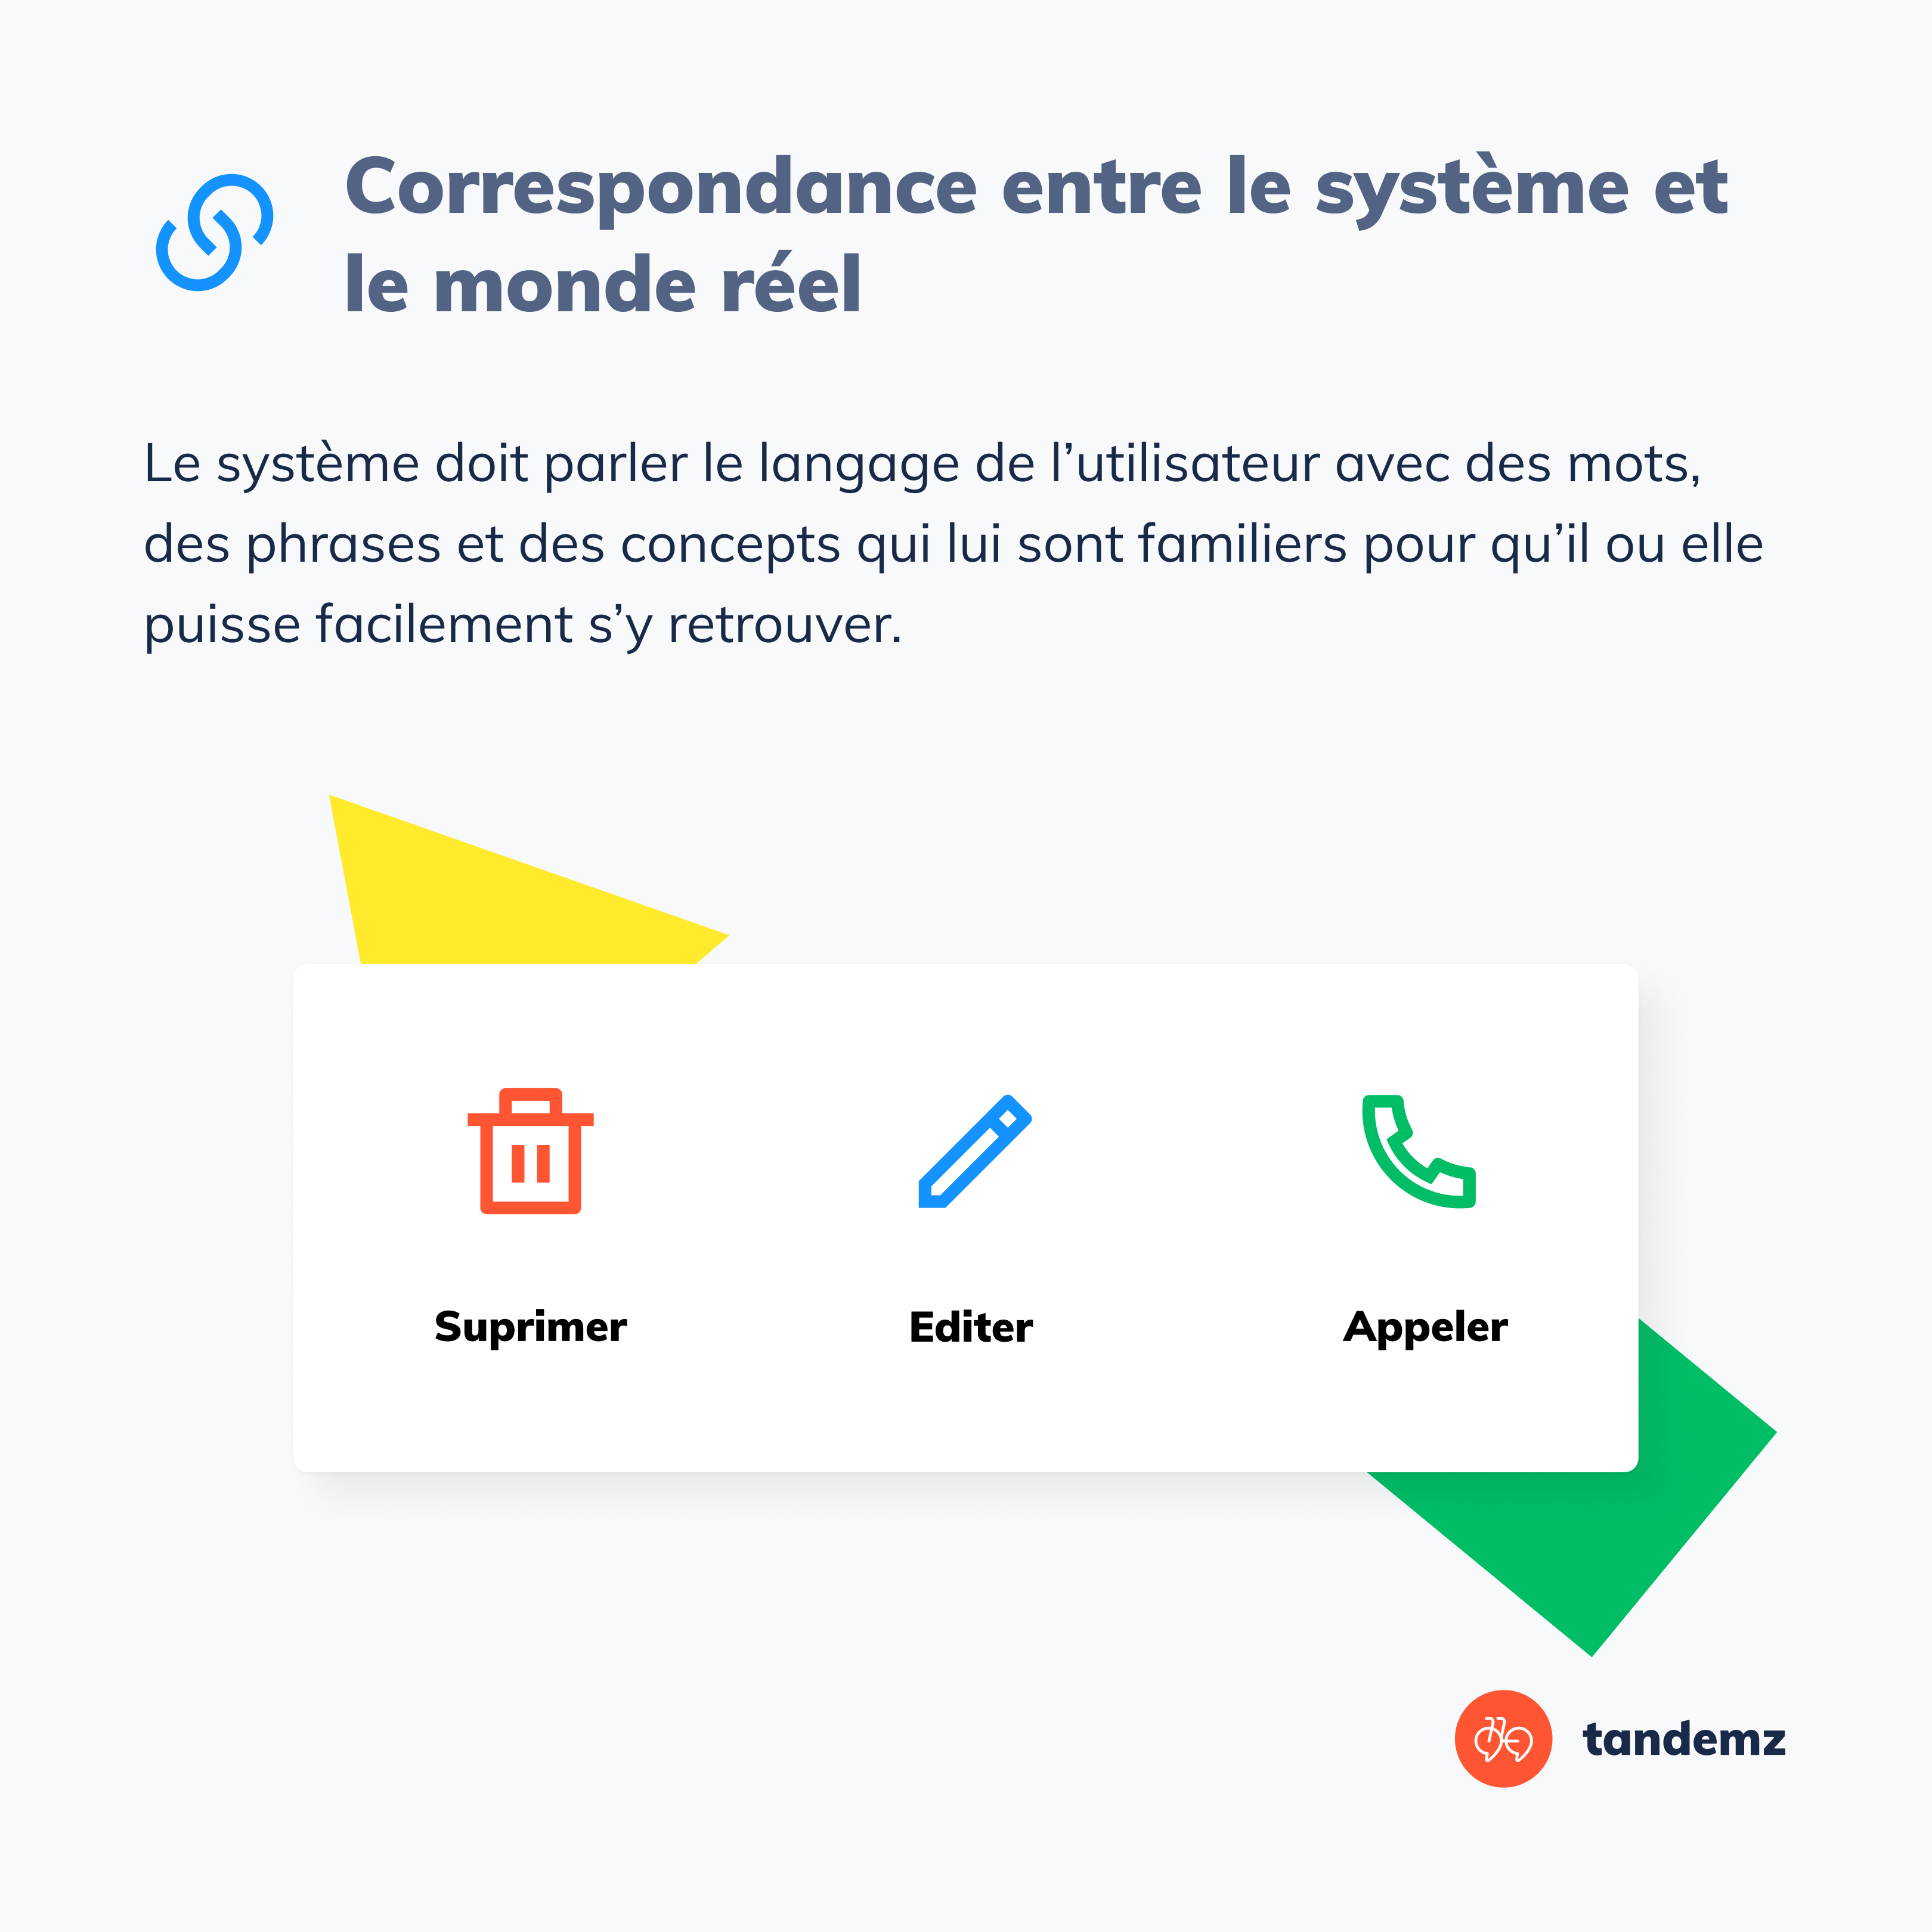 Correspondance entre le système et
le monde réel
Le système doit parler le langage de l’utilisateur avec des mots,
des phrases et des concepts qui lui sont familiers pour qu’il ou elle
puisse facilement s’y retrouver.
Suprimer
Editer
Appeler
tandemz